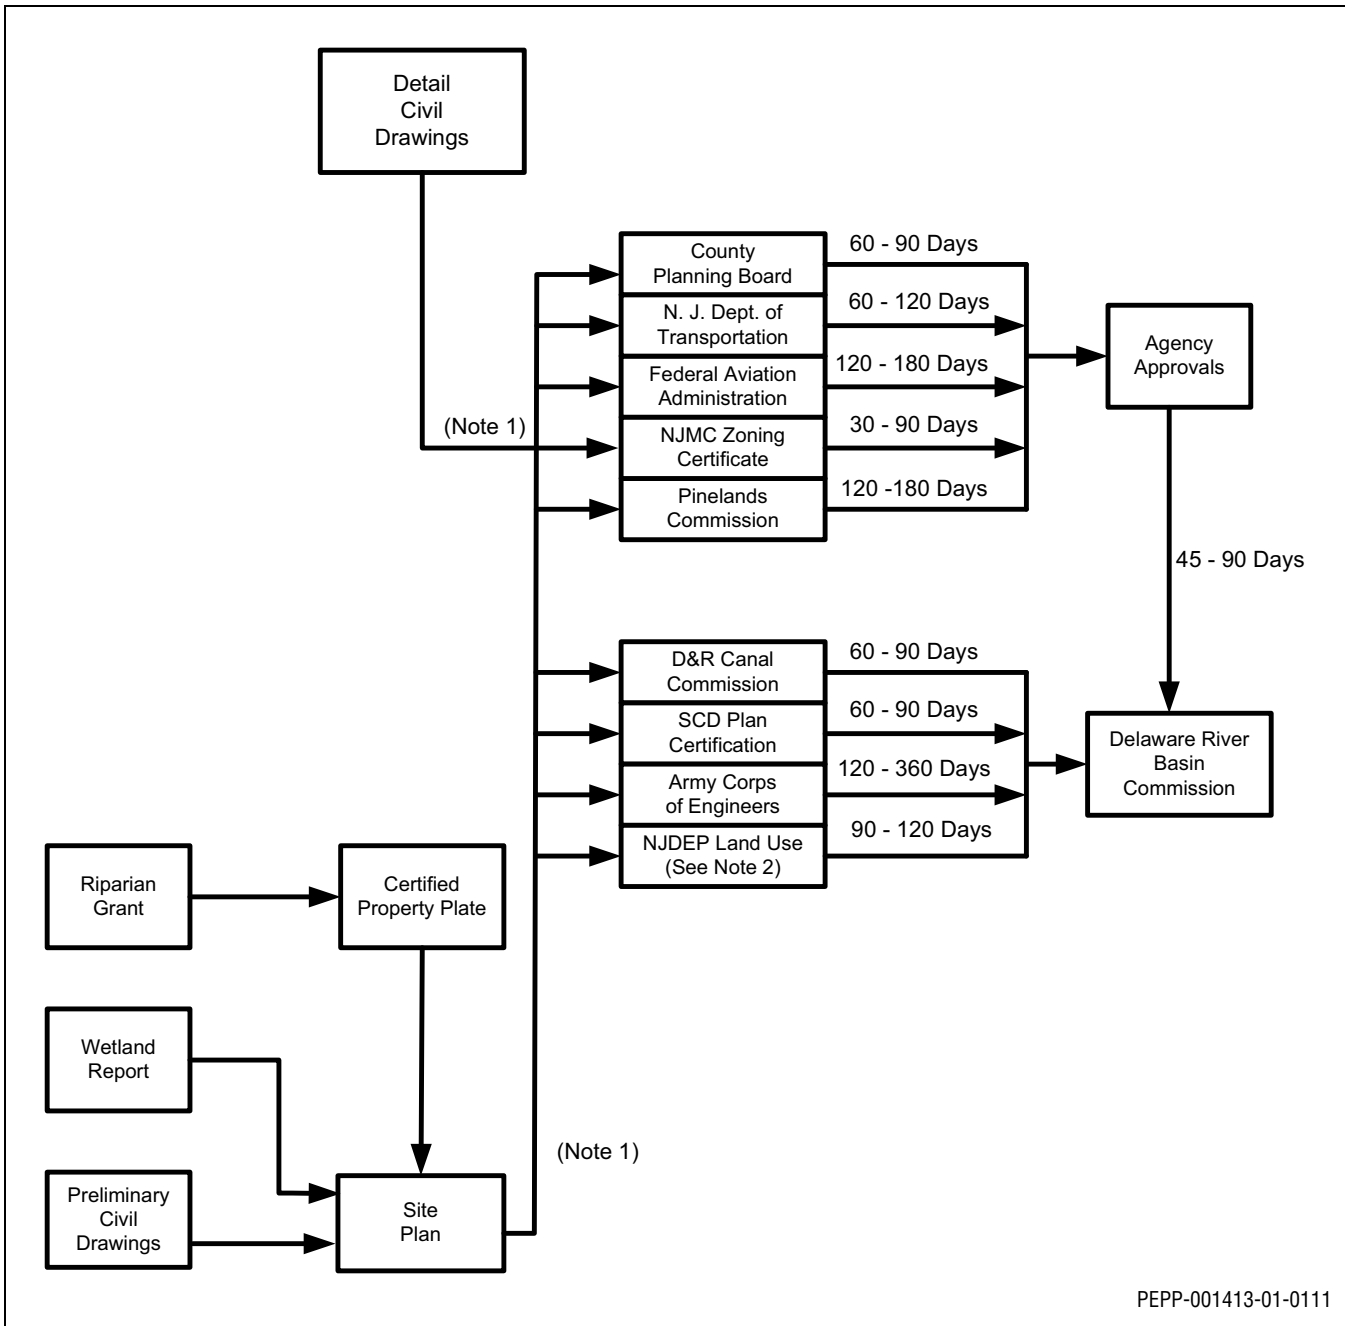 Detail
Civil
Drawings
County
Planning Board
60 - 90 Days
N. J. Dept. of
Transportation
60 - 120 Days
Federal Aviation
Administration
120 - 180 Days
(Note 1)
NJMC Zoning
Certificate
30 - 90 Days
Pinelands
Commission
120 -180 Days
Agency
Approvals
45 - 90 Days
D&R Canal
Commission
60 - 90 Days
SCD Plan
Certification
60 - 90 Days
Army Corps
of Engineers
120 - 360 Days
NJDEP Land Use
(See Note 2)
90 - 120 Days
Delaware River
Basin
Commission
Riparian
Grant
Certified
Property Plate
Wetland
Report
Preliminary
Civil
Drawings
Site
Plan
(Note 1)
PEPP-001413-01-0111